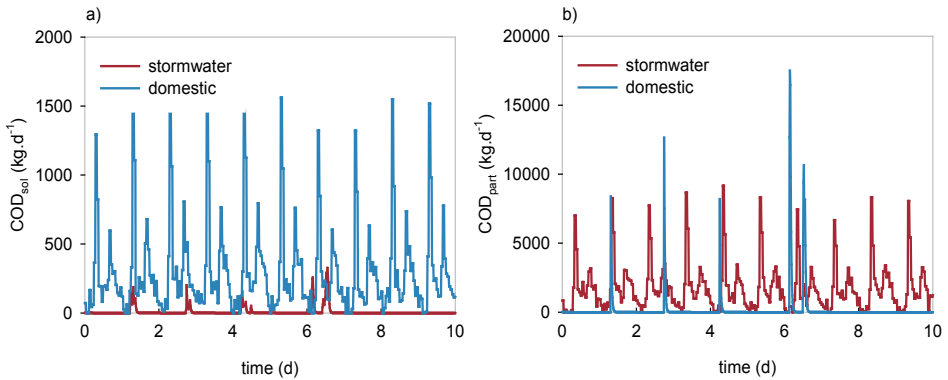 a)
COD_sol (kg.d⁻¹)
2000
1500
1000
500
0
stormwater
domestic
0 2 4 6 8 10
time (d)
b)
COD_part (kg.d⁻¹)
20000
15000
10000
5000
0
stormwater
domestic
0 2 4 6 8 10
time (d)